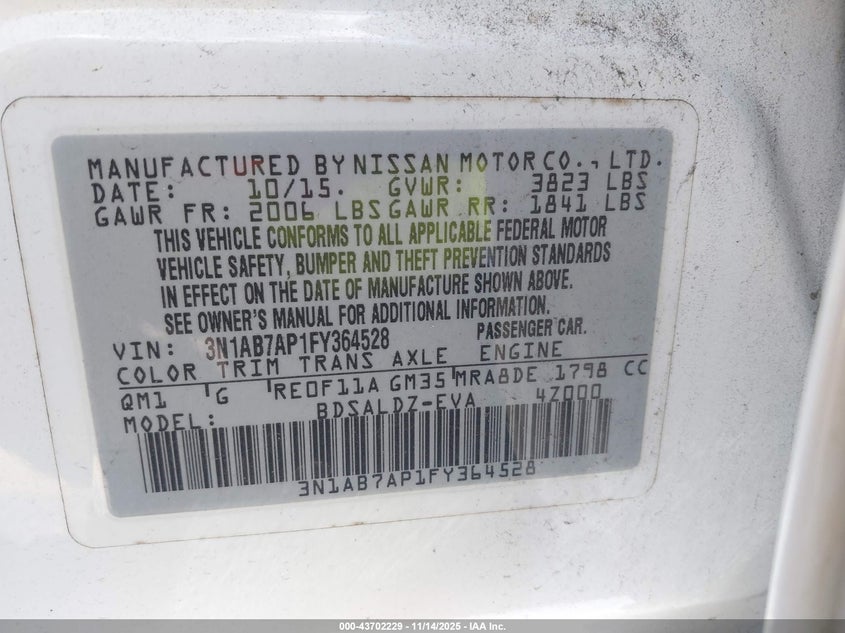 MANUFACTURED BY NISSAN MOTOR CO., LTD.
DATE: 10/15. GVWR: 3823 LBS
GAWR FR: 2006 LBS GAWR RR: 1841 LBS
THIS VEHICLE CONFORMS TO ALL APPLICABLE FEDERAL MOTOR
VEHICLE SAFETY, BUMPER AND THEFT PREVENTION STANDARDS
IN EFFECT ON THE DATE OF MANUFACTURE SHOWN ABOVE.
SEE OWNER'S MANUAL FOR ADDITIONAL INFORMATION.
VIN: 3N1AB7AP1FY364528 PASSENGER CAR.
COLOR TRIM TRANS AXLE ENGINE
QM1 G RE0F11A GM35 MRA8DE 1798 CC
MODEL: BDSALDZ-EVA 4Z000
3N1AB7AP1FY364528
000-43702229 - 11/14/2025 - IAA Inc.